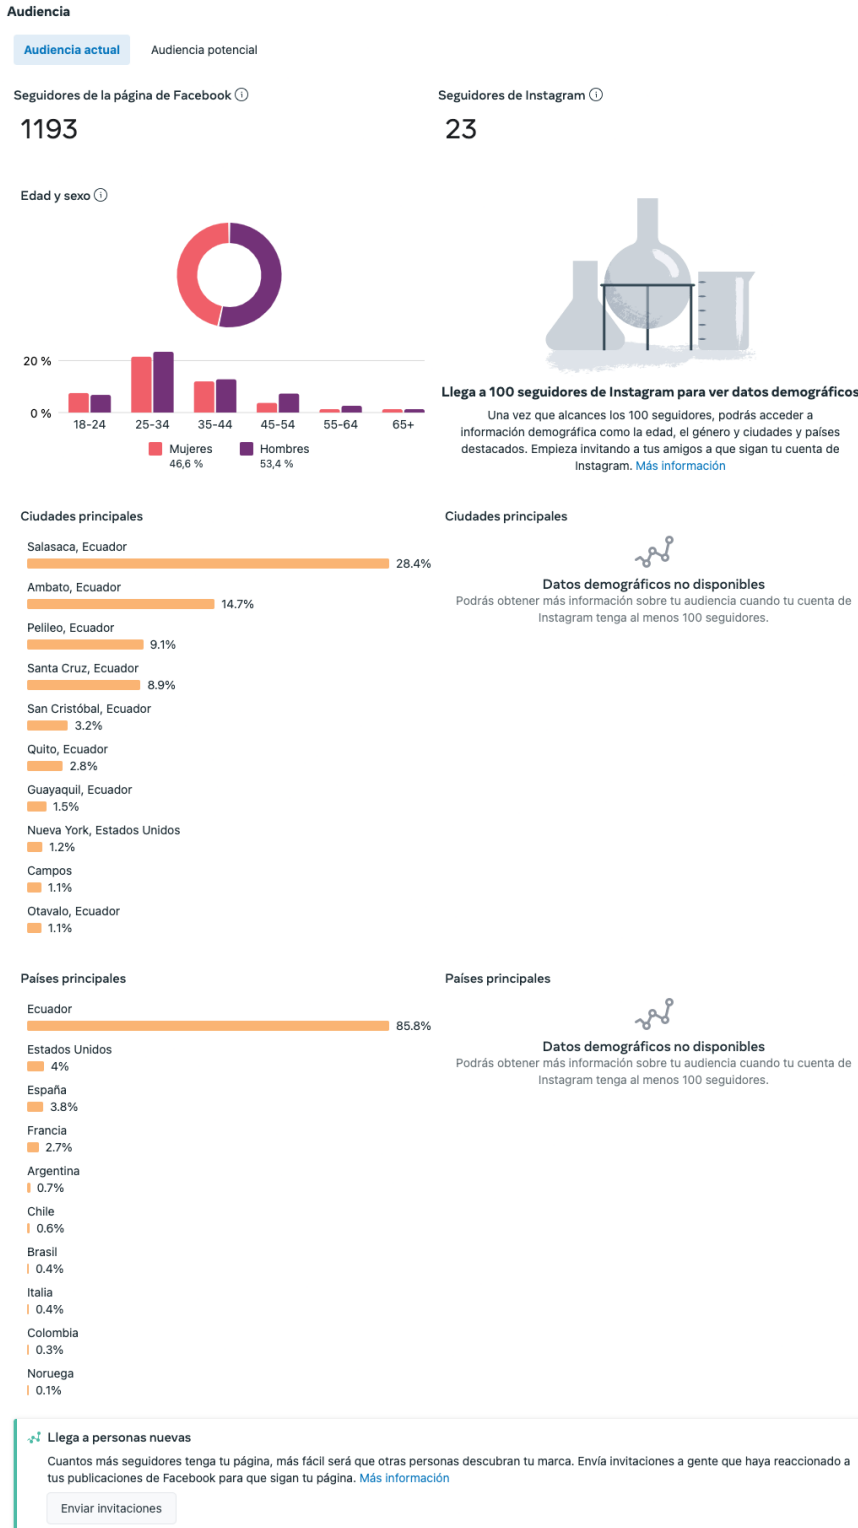 Audiencia
Audiencia actual
Audiencia potencial
Seguidores de la página de Facebook
1193
Seguidores de Instagram
23
Edad y sexo
20 %
0 %
18-24
25-34
35-44
45-54
55-64
65+
Mujeres
46,6 %
Hombres
53,4 %
Llega a 100 seguidores de Instagram para ver datos demográficos
Una vez que alcances los 100 seguidores, podrás acceder a
información demográfica como la edad, el género y ciudades y países
destacados. Empieza invitando a tus amigos a que sigan tu cuenta de
Instagram. Más información
Ciudades principales
Salasaca, Ecuador
28.4%
Ambato, Ecuador
14.7%
Pelileo, Ecuador
9.1%
Santa Cruz, Ecuador
8.9%
San Cristóbal, Ecuador
3.2%
Quito, Ecuador
2.8%
Guayaquil, Ecuador
1.5%
Nueva York, Estados Unidos
1.2%
Campos
1.1%
Otavalo, Ecuador
1.1%
Ciudades principales
Datos demográficos no disponibles
Podrás obtener más información sobre tu audiencia cuando tu cuenta de
Instagram tenga al menos 100 seguidores.
Países principales
Ecuador
85.8%
Estados Unidos
4%
España
3.8%
Francia
2.7%
Argentina
0.7%
Chile
0.6%
Brasil
0.4%
Italia
0.4%
Colombia
0.3%
Noruega
0.1%
Países principales
Datos demográficos no disponibles
Podrás obtener más información sobre tu audiencia cuando tu cuenta de
Instagram tenga al menos 100 seguidores.
Llega a personas nuevas
Cuantos más seguidores tenga tu página, más fácil será que otras personas descubran tu marca. Envía invitaciones a gente que haya reaccionado a
tus publicaciones de Facebook para que sigan tu página. Más información
Enviar invitaciones